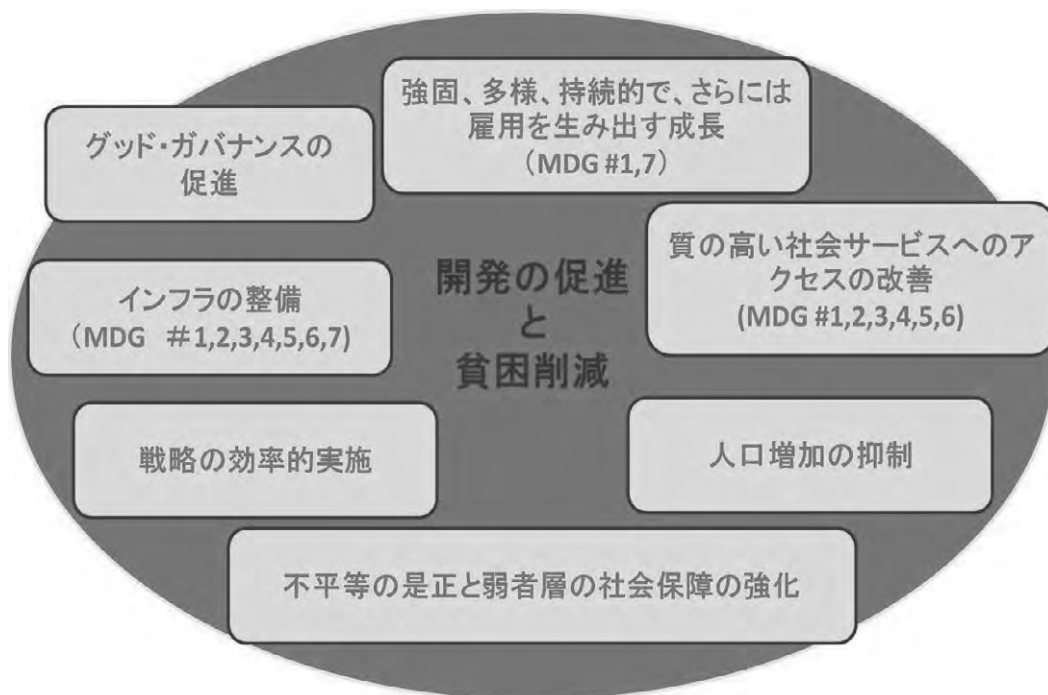 強固、多様、持続的で、さらには
雇用を生み出す成長
(MDG #1,7)
グッド・ガバナンスの
促進
質の高い社会サービスへのア
クセスの改善
(MDG #1,2,3,4,5,6)
インフラの整備
(MDG #1,2,3,4,5,6,7)
開発の促進
と
貧困削減
戦略の効率的実施
人口増加の抑制
不平等の是正と弱者層の社会保障の強化